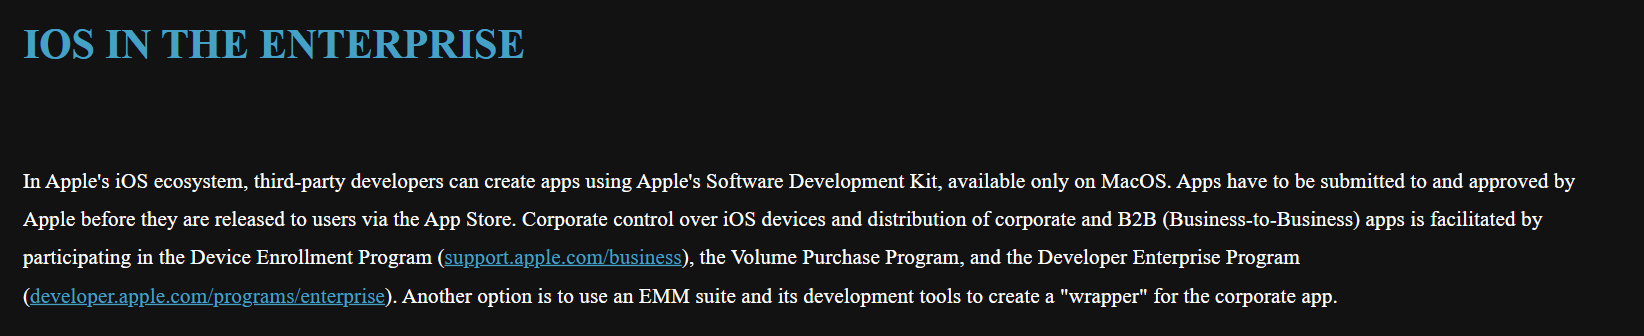 IOS IN THE ENTERPRISE
In Apple's iOS ecosystem, third-party developers can create apps using Apple's Software Development Kit, available only on MacOS. Apps have to be submitted to and approved by
Apple before they are released to users via the App Store. Corporate control over iOS devices and distribution of corporate and B2B (Business-to-Business) apps is facilitated by
participating in the Device Enrollment Program (support.apple.com/business), the Volume Purchase Program, and the Developer Enterprise Program
(developer.apple.com/programs/enterprise). Another option is to use an EMM suite and its development tools to create a "wrapper" for the corporate app.